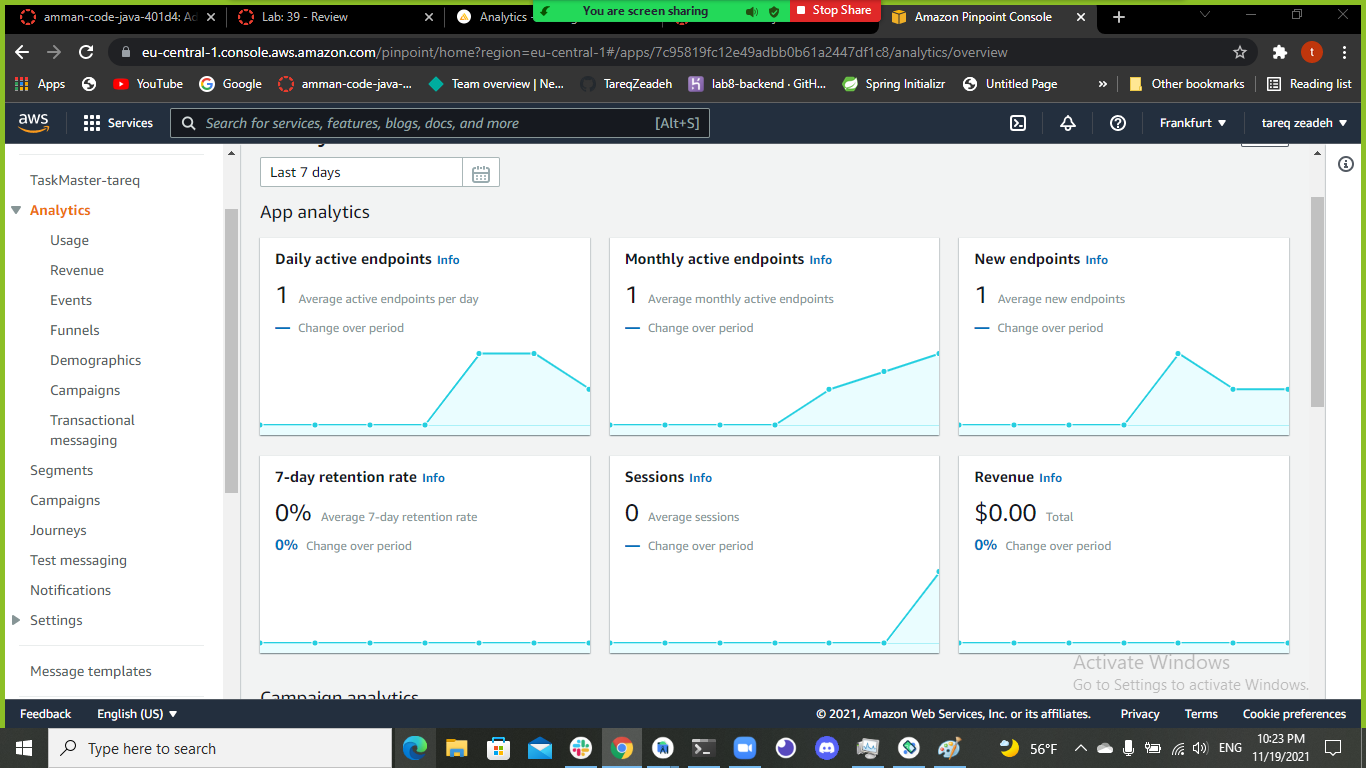 amman-code-java-401d4: Ad
Lab: 39 - Review
Analytics -
You are screen sharing
Stop Share
Amazon Pinpoint Console
eu-central-1.console.aws.amazon.com/pinpoint/home?region=eu-central-1#/apps/7c95819fc12e49adbb0b61a2447df1c8/analytics/overview
t
Apps
YouTube
Google
amman-code-java-...
Team overview | Ne...
TareqZeadeh
lab8-backend · GitH...
Spring Initializr
Untitled Page
»
Other bookmarks
Reading list
aws
Services
Search for services, features, blogs, docs, and more
[Alt+S]
Frankfurt
tareq zeadeh
TaskMaster-tareq
Analytics
Usage
Revenue
Events
Funnels
Demographics
Campaigns
Transactional
messaging
Segments
Campaigns
Journeys
Test messaging
Notifications
Settings
Message templates
Last 7 days
App analytics
Daily active endpoints Info
1 Average active endpoints per day
— Change over period
Monthly active endpoints Info
1 Average monthly active endpoints
— Change over period
New endpoints Info
1 Average new endpoints
— Change over period
7-day retention rate Info
0% Average 7-day retention rate
0% Change over period
Sessions Info
0 Average sessions
— Change over period
Revenue Info
$0.00 Total
0% Change over period
Campaign analytics
Activate Windows
Go to Settings to activate Windows.
Feedback
English (US)
© 2021, Amazon Web Services, Inc. or its affiliates.
Privacy
Terms
Cookie preferences
Type here to search
56°F
ENG
10:23 PM
11/19/2021